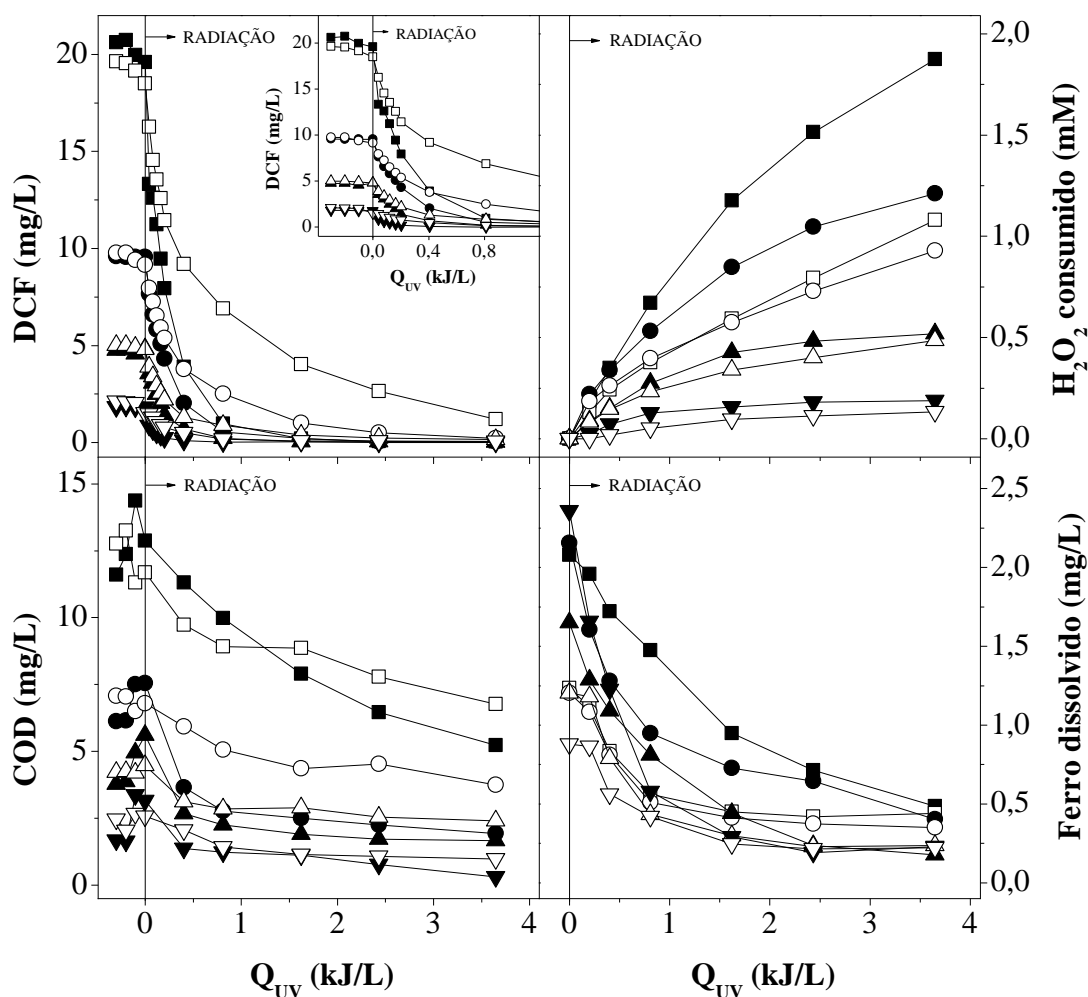 RADIAÇÃO
20
15
10
5
0
DCF (mg/L)
RADIAÇÃO
20
15
10
5
0
DCF (mg/L)
0,0 0,4 0,8
Q_UV (kJ/L)
RADIAÇÃO
2,0
1,5
1,0
0,5
0,0
H₂O₂ consumido (mM)
RADIAÇÃO
15
10
5
0
COD (mg/L)
0 1 2 3 4
Q_UV (kJ/L)
RADIAÇÃO
2,5
2,0
1,5
1,0
0,5
0,0
Ferro dissolvido (mg/L)
0 1 2 3 4
Q_UV (kJ/L)